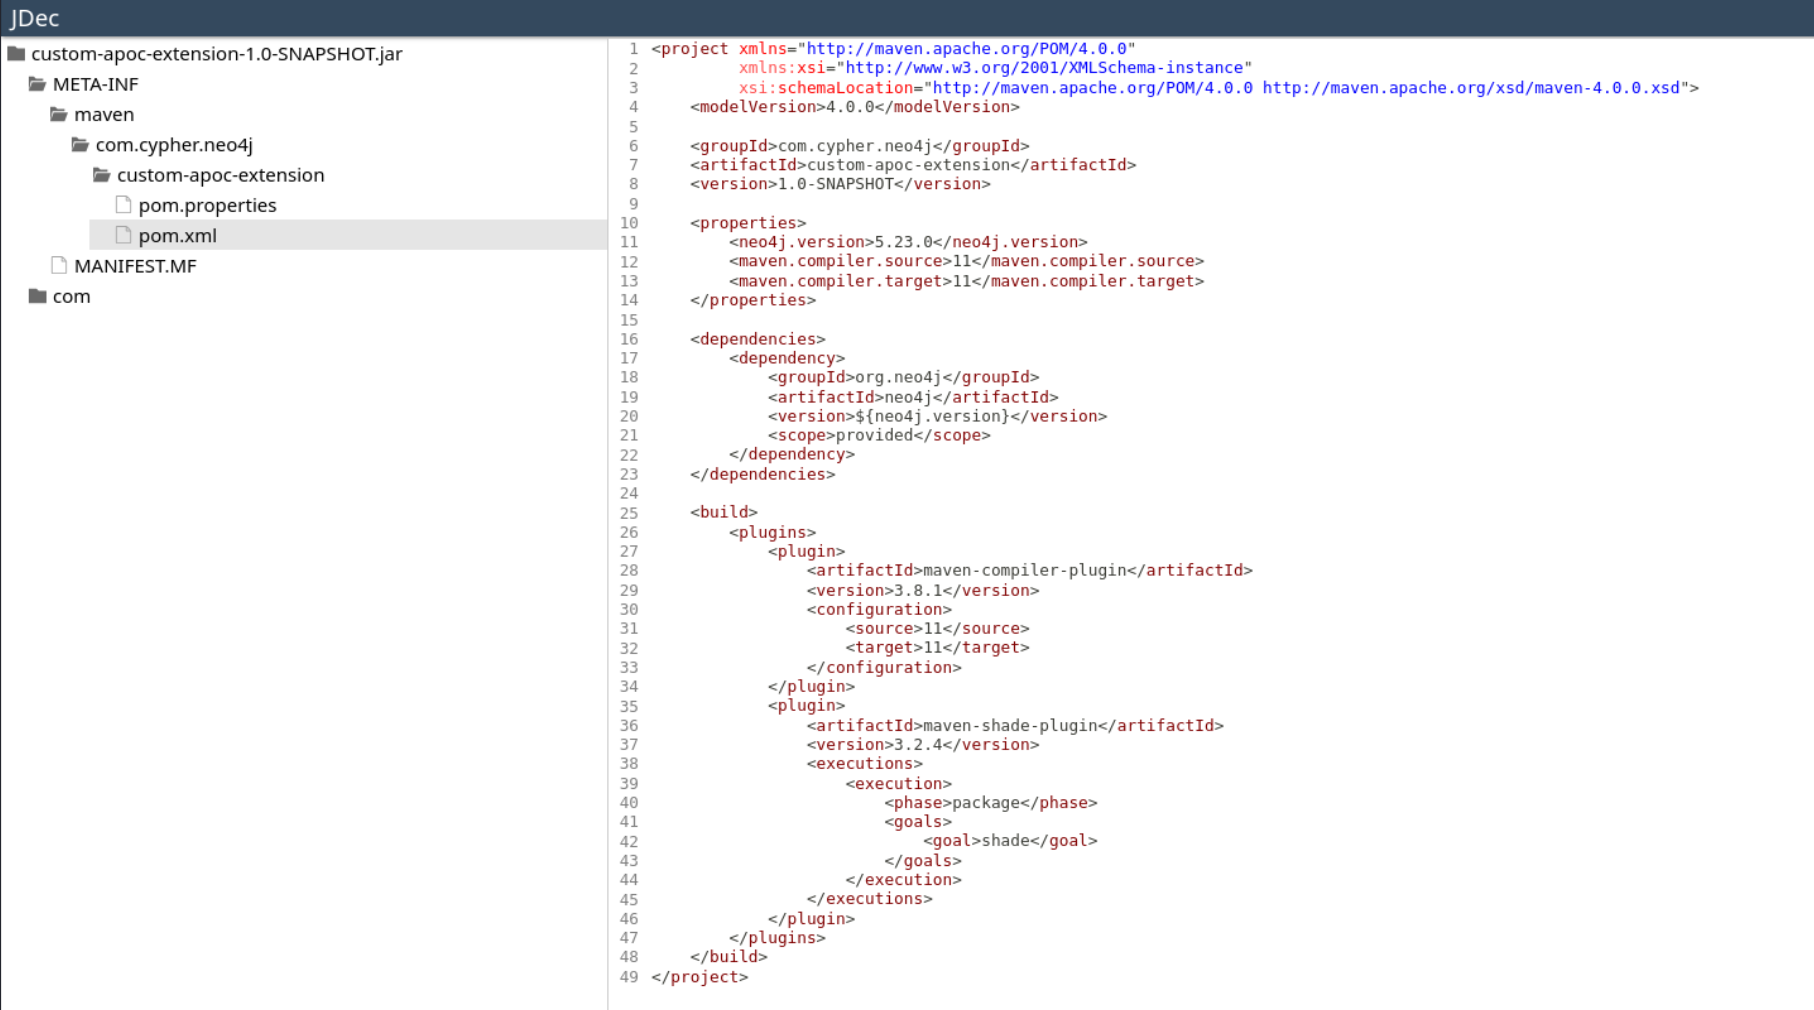 JDec
custom-apoc-extension-1.0-SNAPSHOT.jar
META-INF
maven
com.cypher.neo4j
custom-apoc-extension
pom.properties
pom.xml
MANIFEST.MF
com
1 <project xmlns="http://maven.apache.org/POM/4.0.0"
2          xmlns:xsi="http://www.w3.org/2001/XMLSchema-instance"
3          xsi:schemaLocation="http://maven.apache.org/POM/4.0.0 http://maven.apache.org/xsd/maven-4.0.0.xsd">
4     <modelVersion>4.0.0</modelVersion>
5
6     <groupId>com.cypher.neo4j</groupId>
7     <artifactId>custom-apoc-extension</artifactId>
8     <version>1.0-SNAPSHOT</version>
9
10     <properties>
11         <neo4j.version>5.23.0</neo4j.version>
12         <maven.compiler.source>11</maven.compiler.source>
13         <maven.compiler.target>11</maven.compiler.target>
14     </properties>
15
16     <dependencies>
17         <dependency>
18             <groupId>org.neo4j</groupId>
19             <artifactId>neo4j</artifactId>
20             <version>${neo4j.version}</version>
21             <scope>provided</scope>
22         </dependency>
23     </dependencies>
24
25     <build>
26         <plugins>
27             <plugin>
28                 <artifactId>maven-compiler-plugin</artifactId>
29                 <version>3.8.1</version>
30                 <configuration>
31                     <source>11</source>
32                     <target>11</target>
33                 </configuration>
34             </plugin>
35             <plugin>
36                 <artifactId>maven-shade-plugin</artifactId>
37                 <version>3.2.4</version>
38                 <executions>
39                     <execution>
40                         <phase>package</phase>
41                         <goals>
42                             <goal>shade</goal>
43                         </goals>
44                     </execution>
45                 </executions>
46             </plugin>
47         </plugins>
48     </build>
49 </project>